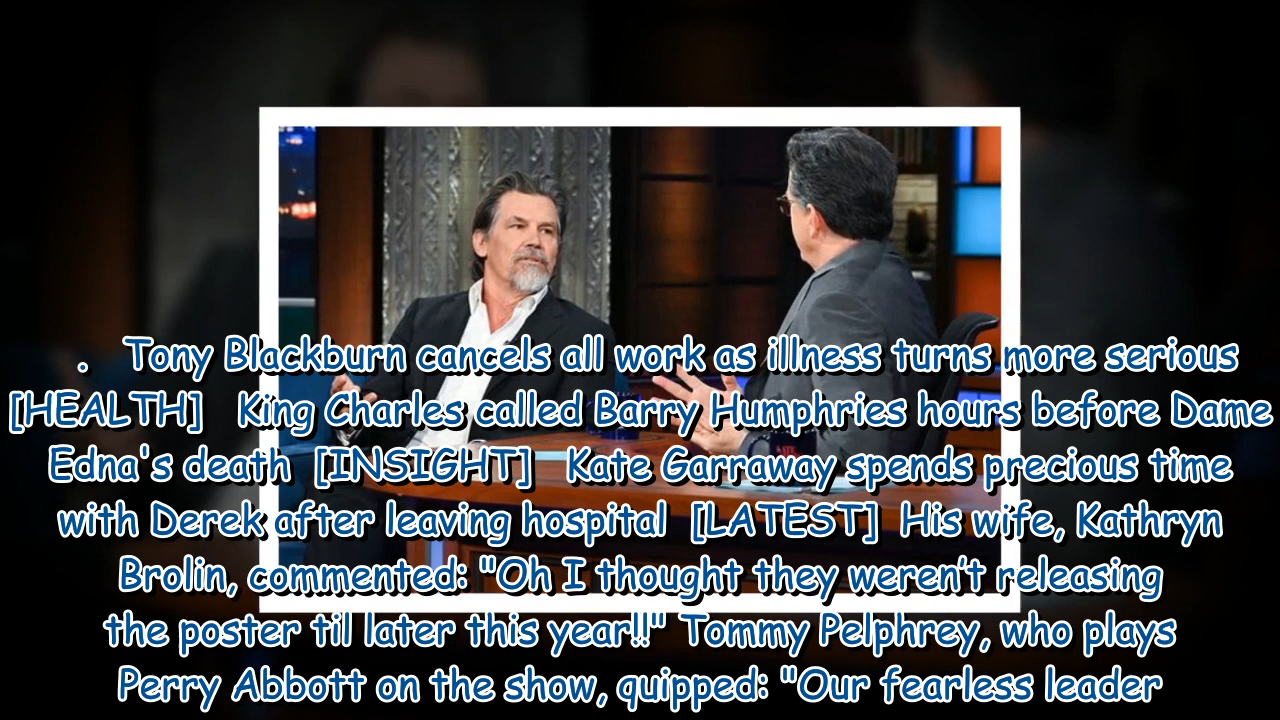 .   Tony Blackburn cancels all work as illness turns more serious
[HEALTH]   King Charles called Barry Humphries hours before Dame
Edna's death  [INSIGHT]   Kate Garraway spends precious time
with Derek after leaving hospital  [LATEST]  His wife, Kathryn
Brolin, commented: "Oh I thought they weren't releasing
the poster til later this year!!" Tommy Pelphrey, who plays
Perry Abbott on the show, quipped: "Our fearless leader